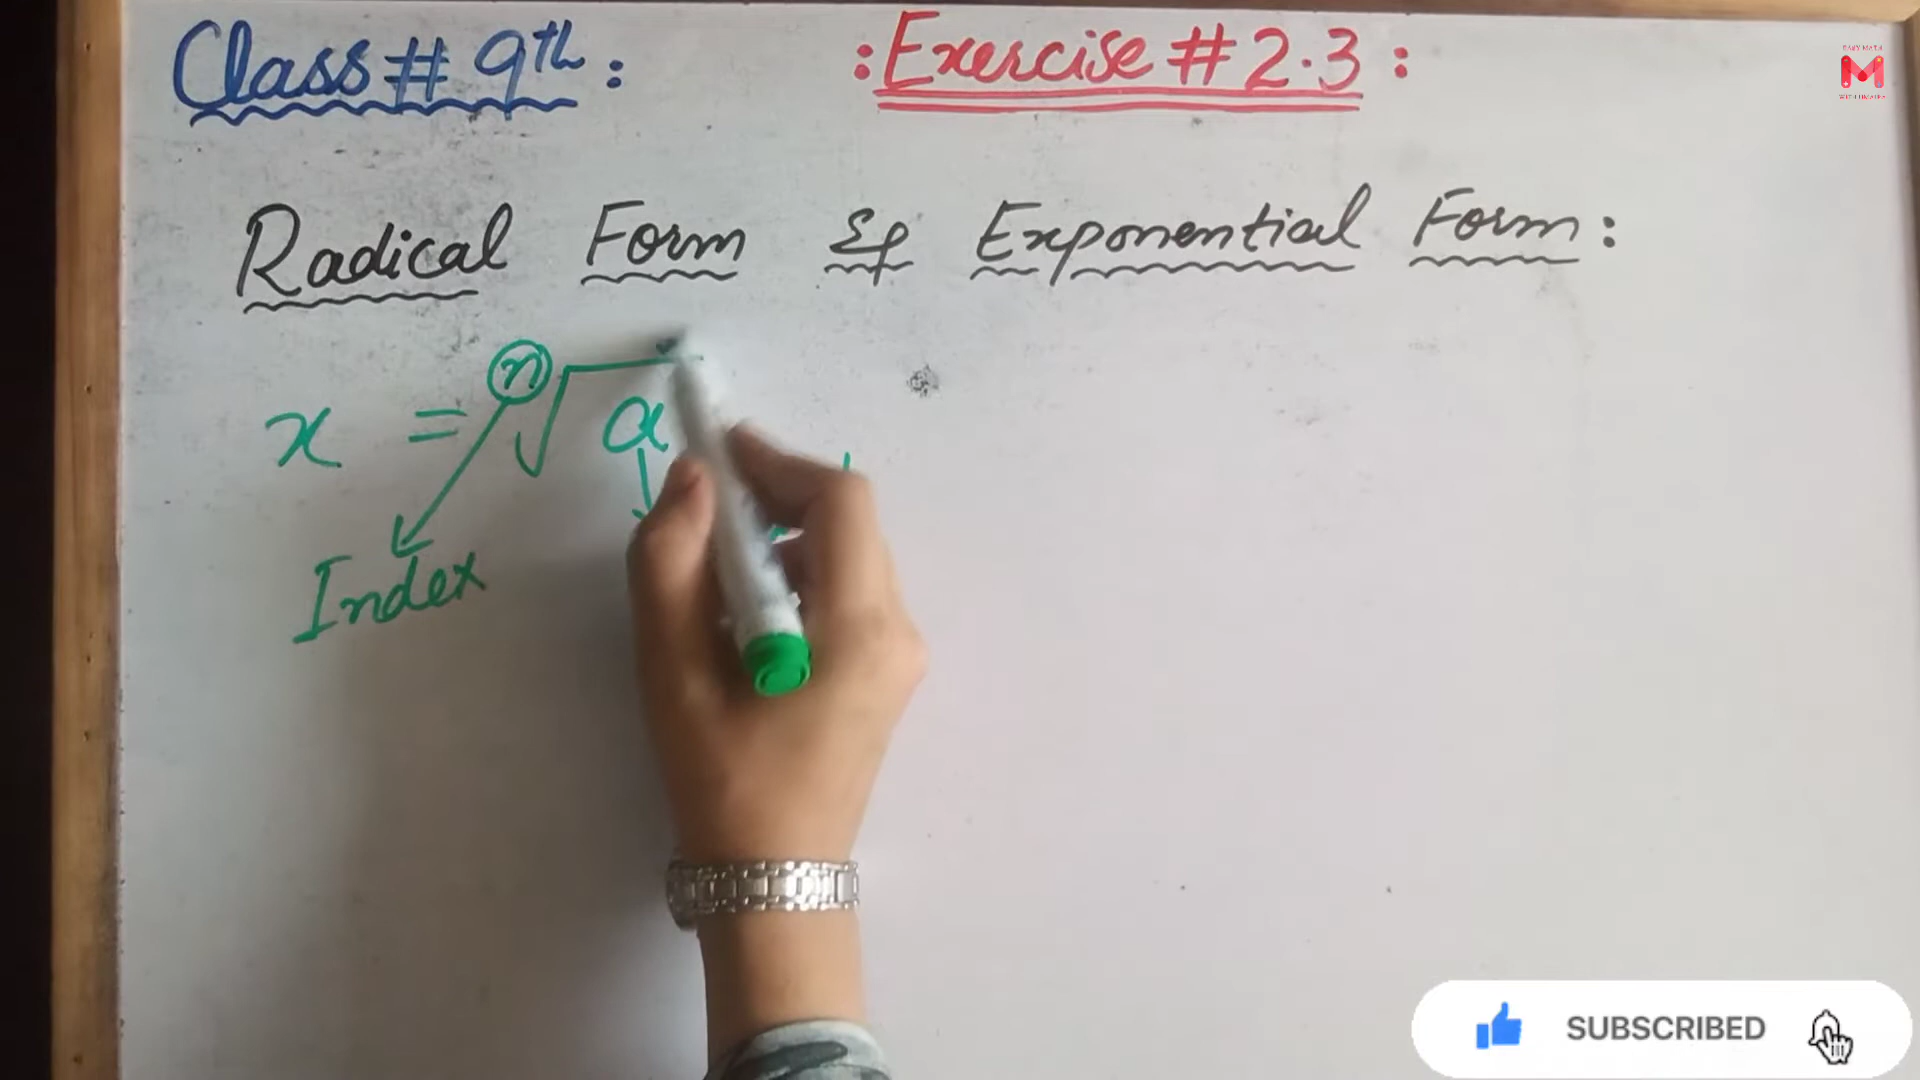 Class # 9th :
: Exercise # 2.3 :
Radical Form & Exponential Form :
x = ⁿ√a
Index
SUBSCRIBED